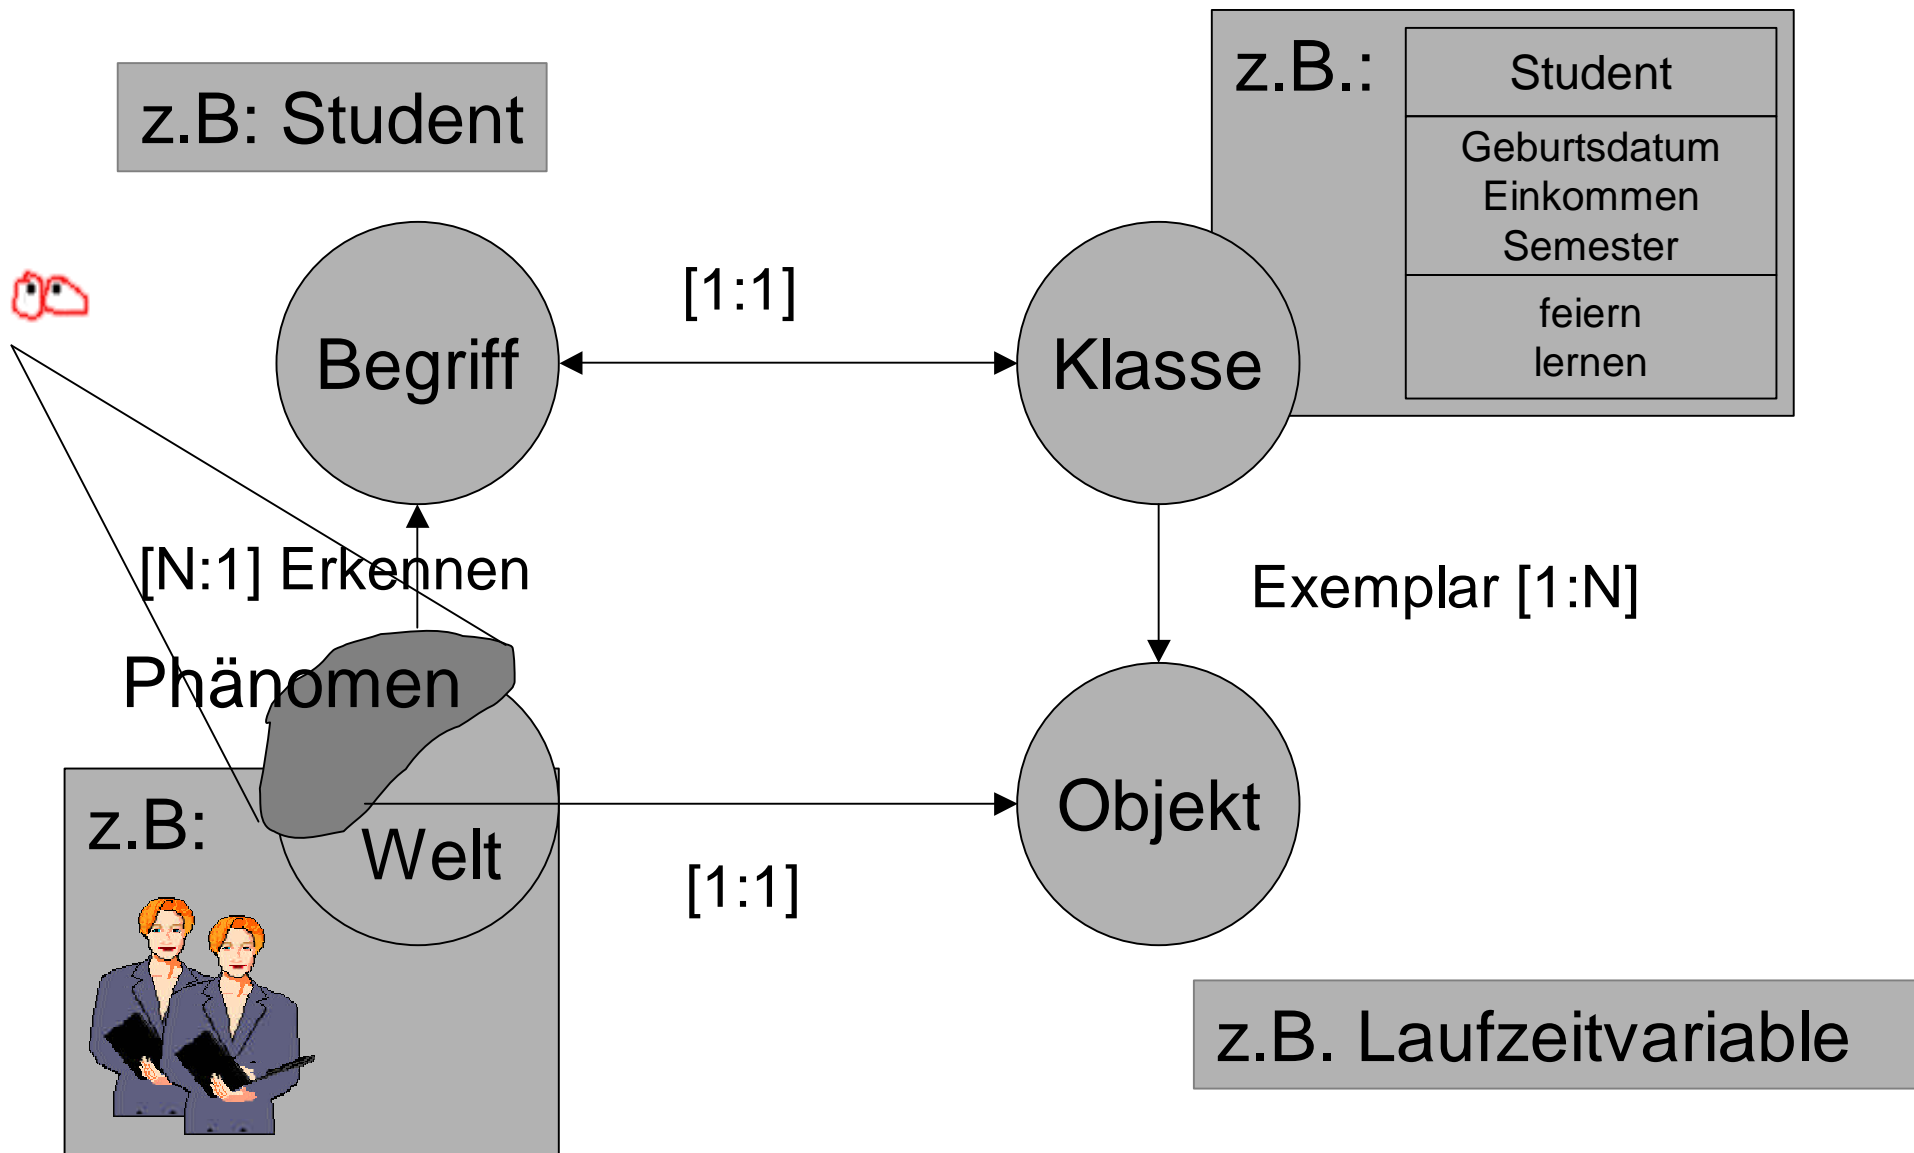 z.B: Student
z.B.:
Student
Geburtsdatum
Einkommen
Semester
feiern
lernen
Begriff
[1:1]
Klasse
[N:1] Erkennen
Exemplar [1:N]
Phänomen
z.B:
Welt
[1:1]
Objekt
z.B. Laufzeitvariable